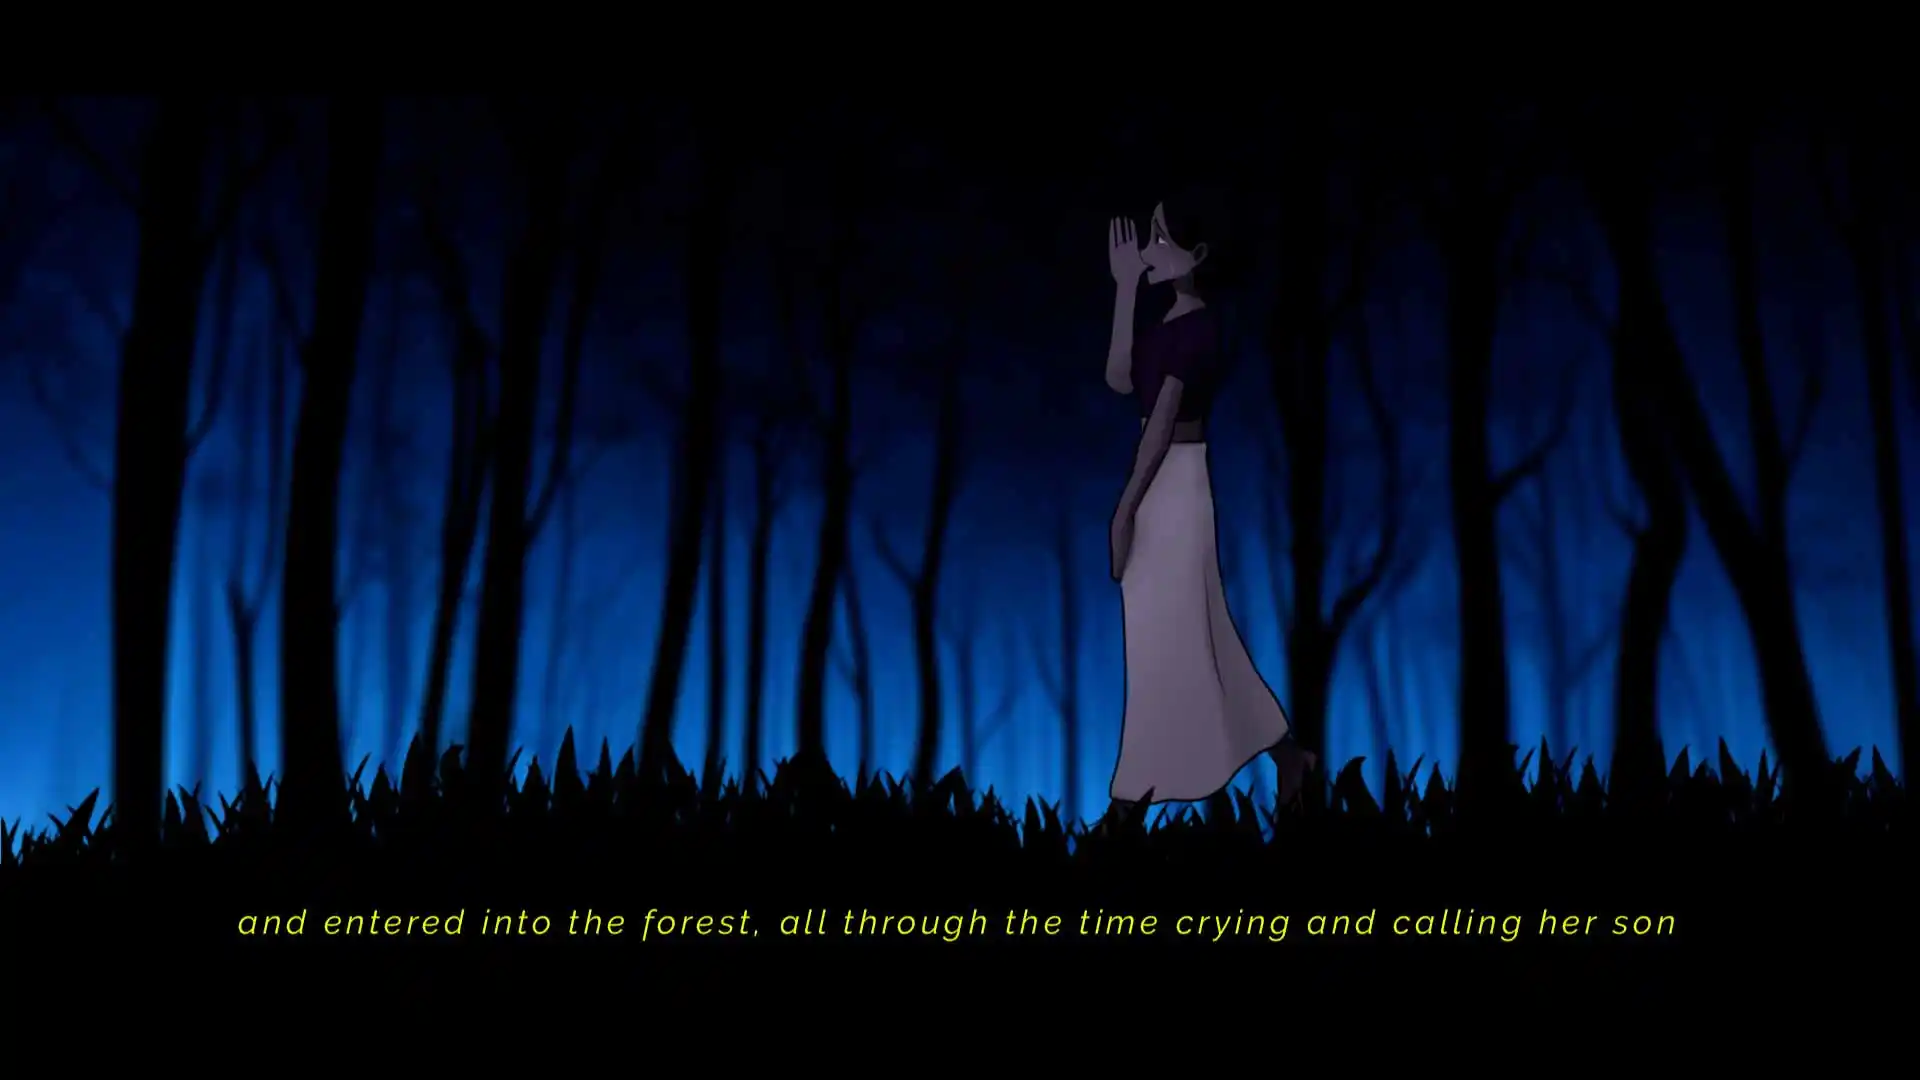 and entered into the forest, all through the time crying and calling her son